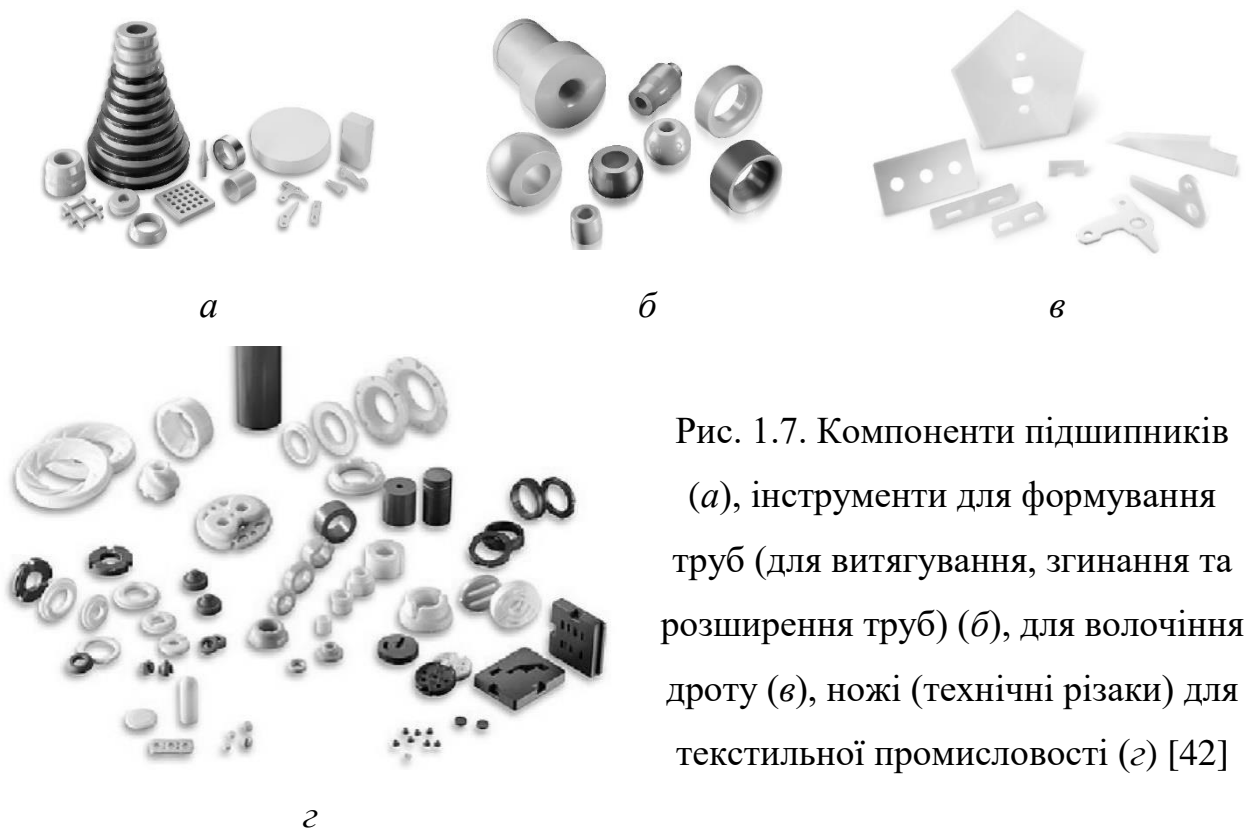 а
б
в
Рис. 1.7. Компоненти підшипників
(а), інструменти для формування
труб (для витягування, згинання та
розширення труб) (б), для волочіння
дроту (в), ножі (технічні різаки) для
текстильної промисловості (г) [42]
г